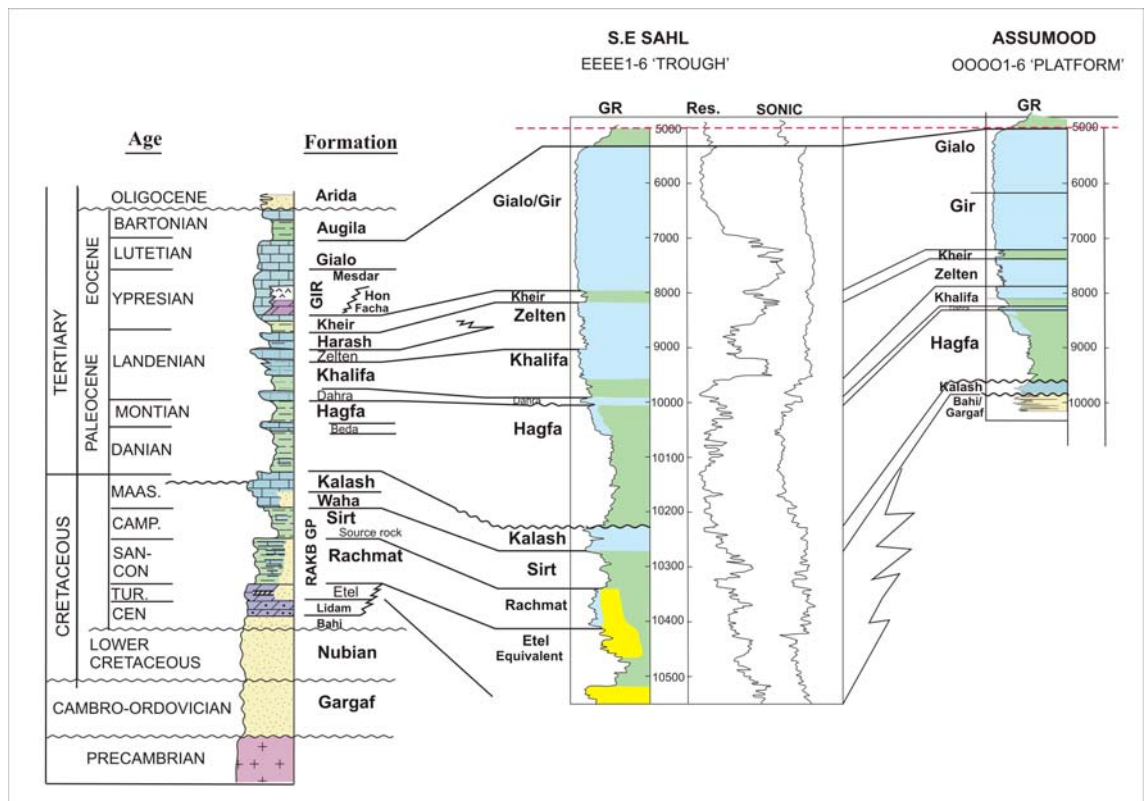 S.E SAHL
EEEE1-6 ‘TROUGH’
ASSUMOOD
OOOO1-6 ‘PLATFORM’
Age
Formation
TERTIARY
EOCENE
PALEOCENE
CRETACEOUS
OLIGOCENE
BARTONIAN
LUTETIAN
YPRESIAN
LANDENIAN
MONTIAN
DANIAN
MAAS.
CAMP.
SAN-
CON
TUR.
CEN
LOWER
CRETACEOUS
CAMBRO-ORDOVICIAN
PRECAMBRIAN
Arida
Augila
Gialo
Mesdar
GIR
Hon
Facha
Kheir
Harash
Zelten
Khalifa
Dahra
Hagfa
Beda
Kalash
Waha
Sirt
Source rock
RAKB GP
Rachmat
Etel
Lidam
Bahi
Nubian
Gargaf
GR
Res.
SONIC
Gialo/Gir
Kheir
Zelten
Khalifa
Dahra
Hagfa
Kalash
Sirt
Rachmat
Etel
Equivalent
5000
6000
7000
8000
9000
10000
10100
10200
10300
10400
10500
GR
Gialo
Gir
Kheir
Zelten
Khalifa
Dahra
Hagfa
Kalash
Bahi/
Gargaf
5000
6000
7000
8000
9000
10000